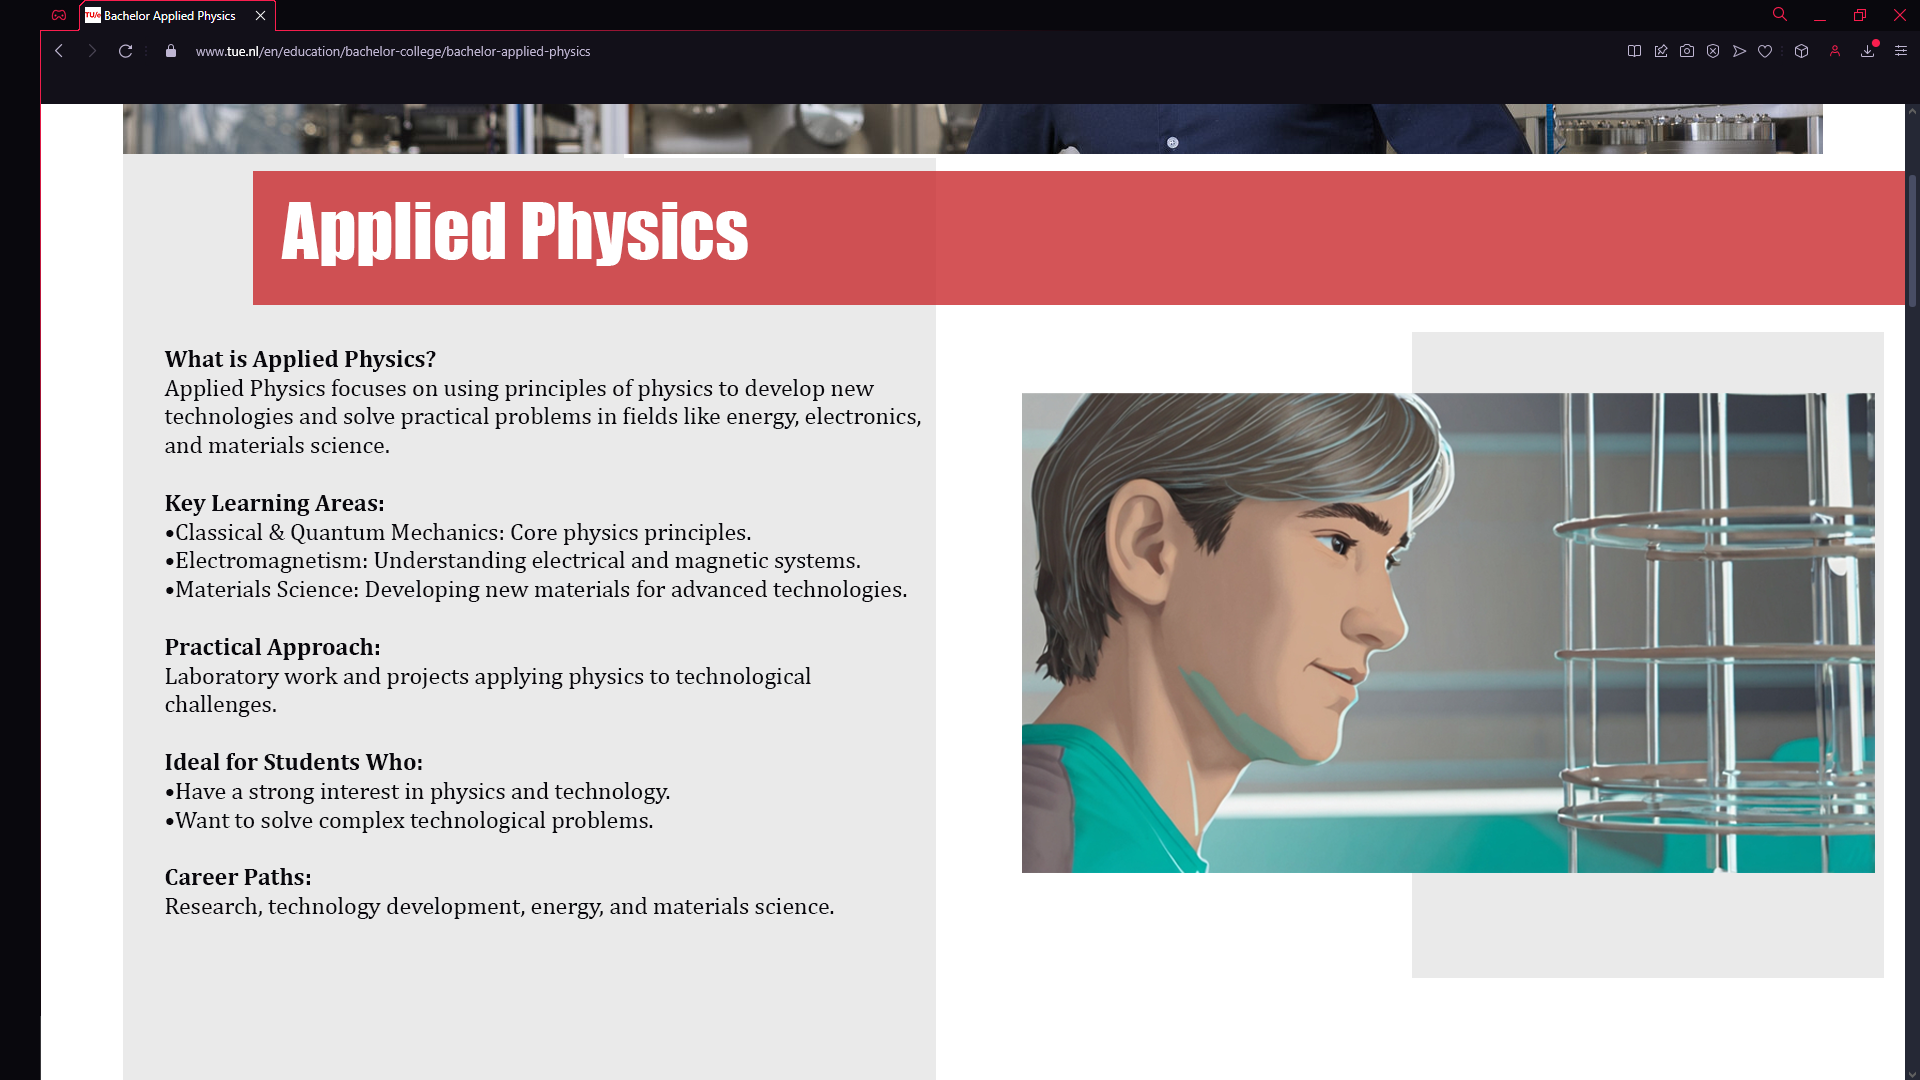 TU/e Bachelor Applied Physics
www.tue.nl/en/education/bachelor-college/bachelor-applied-physics
Applied Physics
What is Applied Physics?
Applied Physics focuses on using principles of physics to develop new
technologies and solve practical problems in fields like energy, electronics,
and materials science.
Key Learning Areas:
•Classical & Quantum Mechanics: Core physics principles.
•Electromagnetism: Understanding electrical and magnetic systems.
•Materials Science: Developing new materials for advanced technologies.
Practical Approach:
Laboratory work and projects applying physics to technological
challenges.
Ideal for Students Who:
•Have a strong interest in physics and technology.
•Want to solve complex technological problems.
Career Paths:
Research, technology development, energy, and materials science.